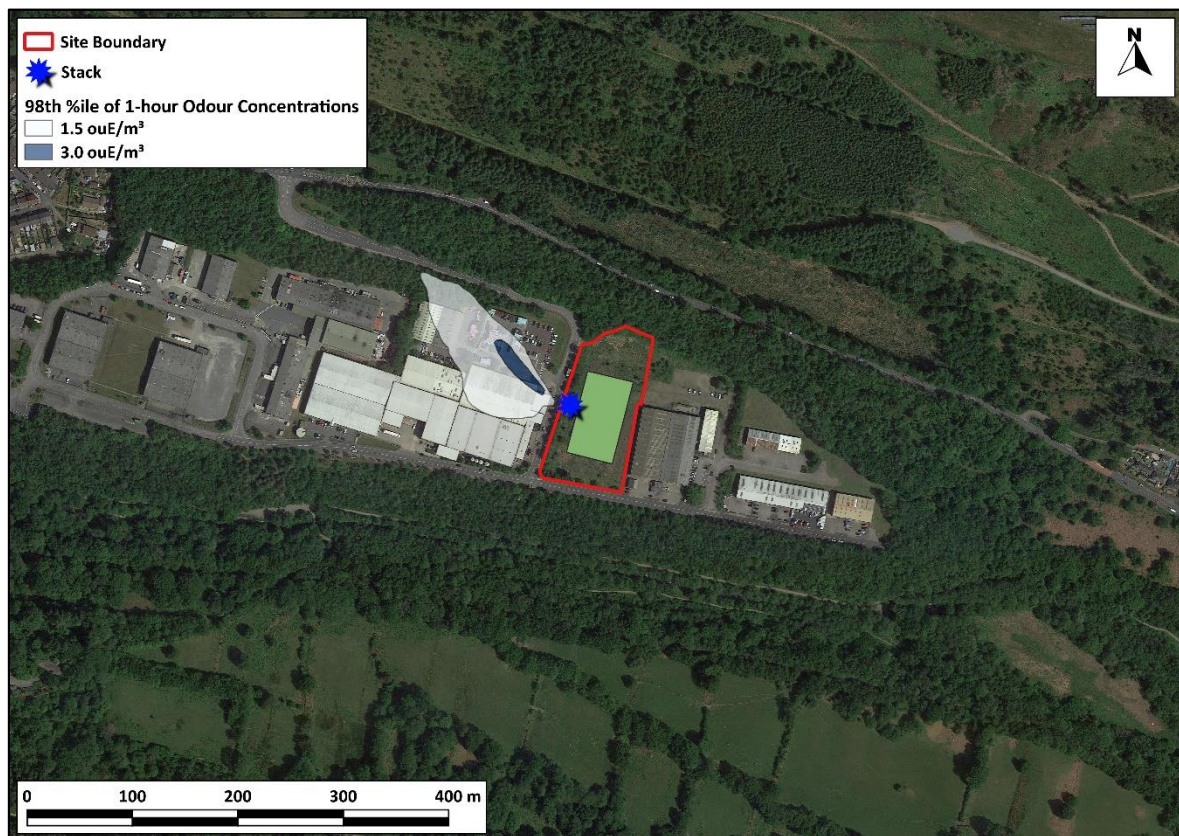 Site Boundary
Stack
98th %ile of 1-hour Odour Concentrations
1.5 ouE/m³
3.0 ouE/m³
N
0 100 200 300 400 m